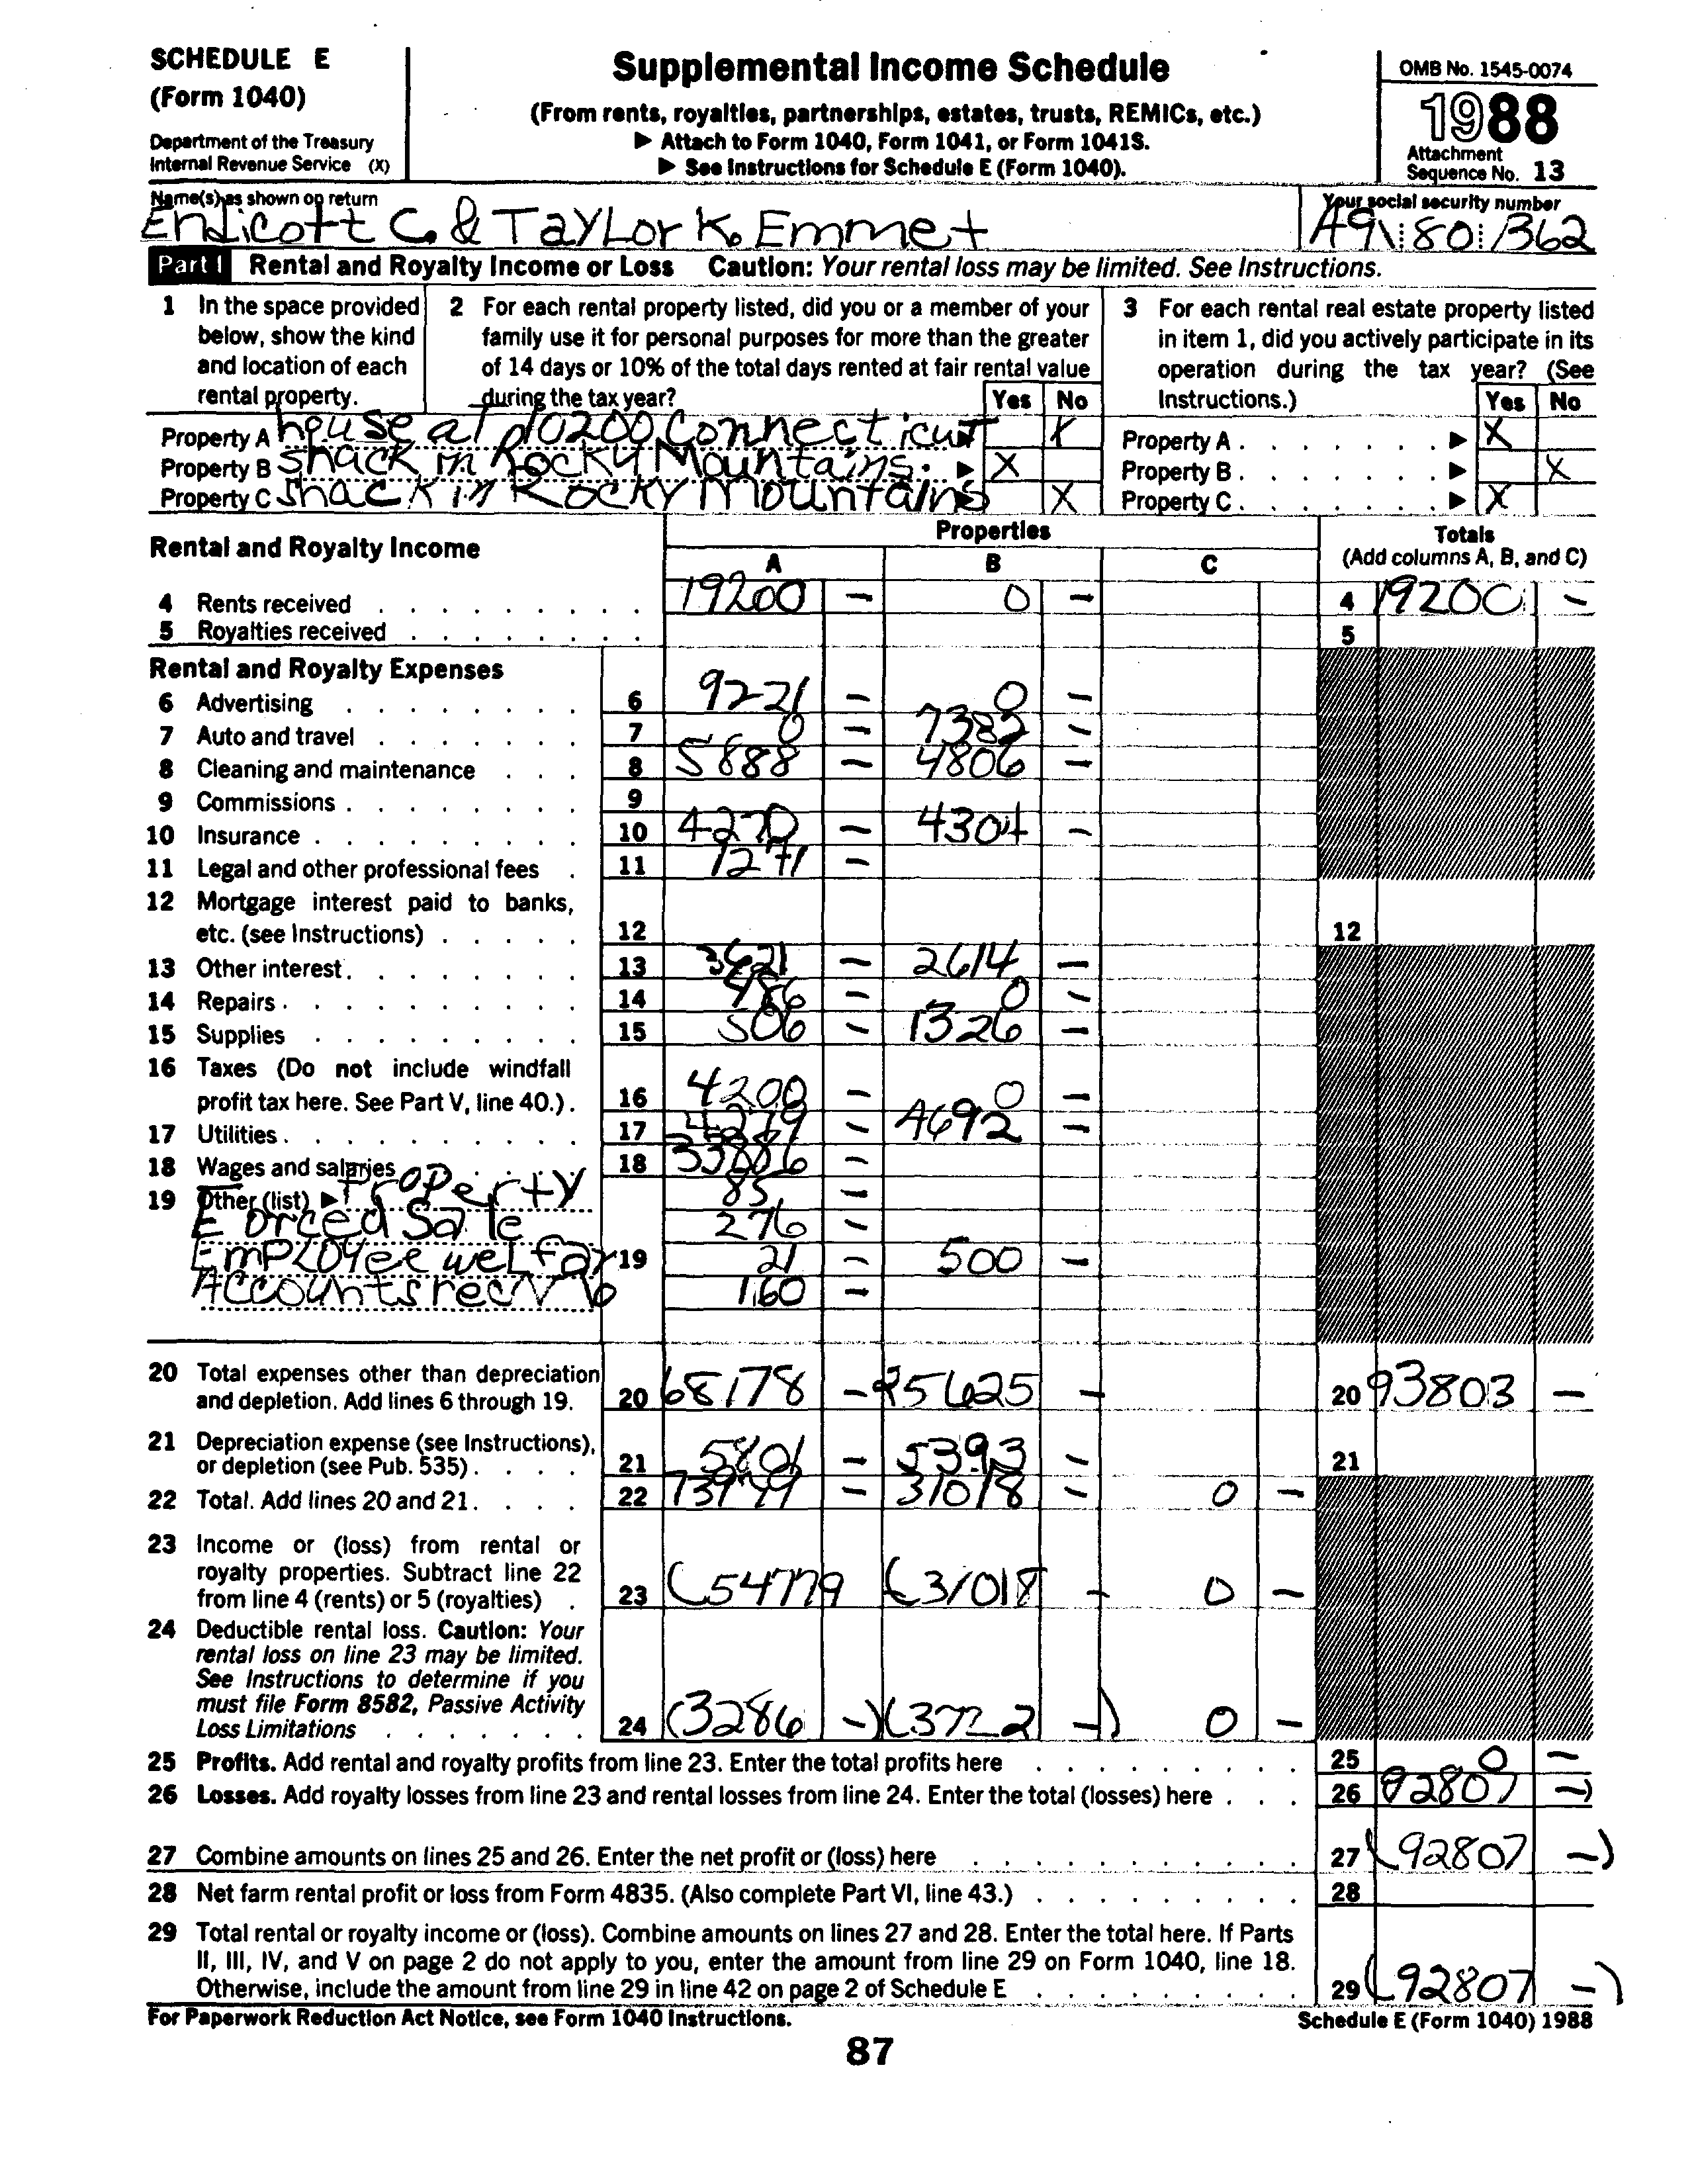 SCHEDULE E
(Form 1040)
Department of the Treasury
Internal Revenue Service (X)
Supplemental Income Schedule
(From rents, royalties, partnerships, estates, trusts, REMICs, etc.)
▶ Attach to Form 1040, Form 1041, or Form 1041S.
▶ See Instructions for Schedule E (Form 1040).
OMB No. 1545-0074
1988
Attachment
Sequence No. 13
Name(s) as shown on return
Endicott C. & Taylor K. Emmet
Your social security number
80 362
Part I Rental and Royalty Income or Loss Caution: Your rental loss may be limited. See Instructions.
1 In the space provided
below, show the kind
and location of each
rental property.
2 For each rental property listed, did you or a member of your
family use it for personal purposes for more than the greater
of 14 days or 10% of the total days rented at fair rental value
during the tax year? Yes No
3 For each rental real estate property listed
in item 1, did you actively participate in its
operation during the tax year? (See
Instructions.) Yes No
Property A house at 10200 Connecticut ▶ X
Property A . . . . . . . ▶ X
Property B shack in Rocky Mountains. ▶ X
Property B . . . . . . . ▶ X
Property C shack in Rocky Mountains ▶ X
Property C . . . . . . . ▶ X
Rental and Royalty Income
Properties
A B C
Totals
(Add columns A, B, and C)
4 Rents received 19200 - 0 - 4 19200 -
5 Royalties received 5
Rental and Royalty Expenses
6 Advertising 6 9221 - 0 -
7 Auto and travel 7 0 - 7383 -
8 Cleaning and maintenance 8 5888 - 4806 -
9 Commissions 9
10 Insurance 10 4270 - 4304 -
11 Legal and other professional fees 11 1271 -
12 Mortgage interest paid to banks,
etc. (see Instructions) 12 12
13 Other interest 13 3621 - 2614 -
14 Repairs 14 - 0 -
15 Supplies 15 506 - 1326 -
16 Taxes (Do not include windfall
profit tax here. See Part V, line 40.) 16 4200 - 0 -
17 Utilities 17 - 4692 -
18 Wages and salaries 18 -
19 Other (list) ▶ Property 85 -
Forced Sale 276 -
Employee welfar 19 21 - 500 -
Accounts recv 160 -
20 Total expenses other than depreciation
and depletion. Add lines 6 through 19. 20 68178 - 25625 - 20 93803 -
21 Depreciation expense (see Instructions),
or depletion (see Pub. 535) 21 5801 - 5393 - 21
22 Total. Add lines 20 and 21 22 73979 - 31018 - 0 -
23 Income or (loss) from rental or
royalty properties. Subtract line 22
from line 4 (rents) or 5 (royalties) 23 (54779 (31018 - 0 -
24 Deductible rental loss. Caution: Your
rental loss on line 23 may be limited.
See Instructions to determine if you
must file Form 8582, Passive Activity
Loss Limitations 24 (3286 -) (3722 -) 0 -
25 Profits. Add rental and royalty profits from line 23. Enter the total profits here 25 0 -
26 Losses. Add royalty losses from line 23 and rental losses from line 24. Enter the total (losses) here 26 92807 -)
27 Combine amounts on lines 25 and 26. Enter the net profit or (loss) here 27 (92807 -)
28 Net farm rental profit or loss from Form 4835. (Also complete Part VI, line 43.) 28
29 Total rental or royalty income or (loss). Combine amounts on lines 27 and 28. Enter the total here. If Parts
II, III, IV, and V on page 2 do not apply to you, enter the amount from line 29 on Form 1040, line 18.
Otherwise, include the amount from line 29 in line 42 on page 2 of Schedule E 29 (92807 -)
For Paperwork Reduction Act Notice, see Form 1040 Instructions.
Schedule E (Form 1040) 1988
87